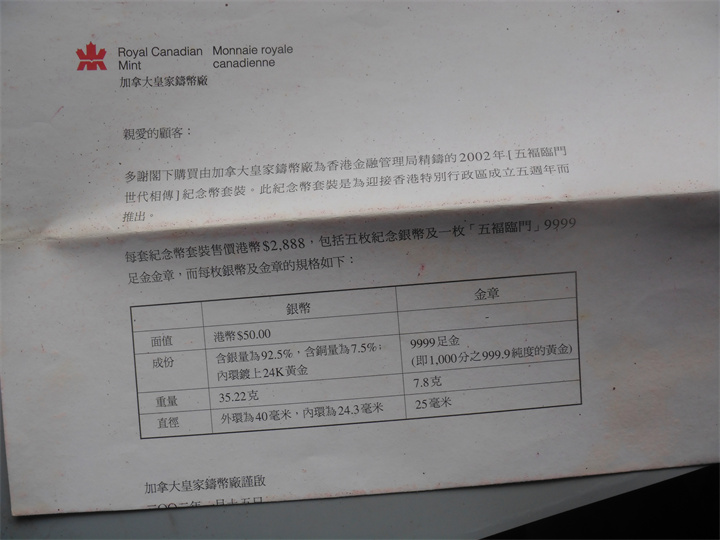 Royal Canadian Mint
Monnaie royale canadienne
加拿大皇家鑄幣廠
親愛的顧客：
多謝閣下購買由加拿大皇家鑄幣廠為香港金融管理局精鑄的2002年[五福臨門
世代相傳]紀念幣套裝。此紀念幣套裝是為迎接香港特別行政區成立五週年而
推出。
每套紀念幣套裝售價港幣$2,888，包括五枚紀念銀幣及一枚「五福臨門」9999
足金金章，而每枚銀幣及金章的規格如下：
銀幣 金章
面值 港幣$50.00 -
成份 含銀量為92.5%，含銅量為7.5%； 9999足金
內環鍍上24K黃金 (即1,000分之999.9純度的黃金)
重量 35.22克 7.8克
直徑 外環為40毫米，內環為24.3毫米 25毫米
加拿大皇家鑄幣廠謹啟